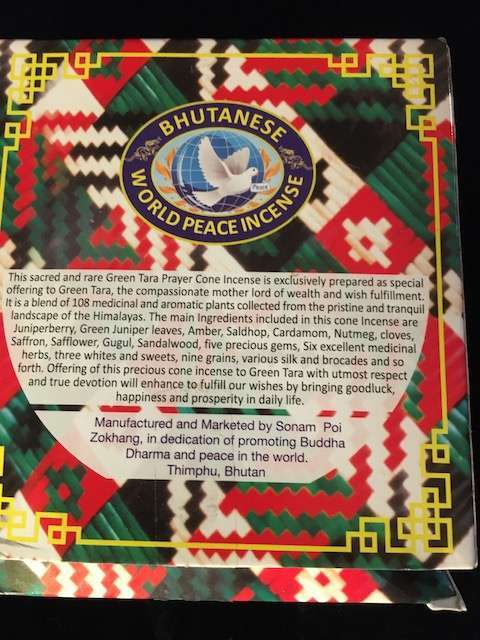 BHUTANESE
Peace
WORLD PEACE INCENSE
This sacred and rare Green Tara Prayer Cone Incense is exclusively prepared as special
offering to Green Tara, the compassionate mother lord of wealth and wish fulfillment.
It is a blend of 108 medicinal and aromatic plants collected from the pristine and tranquil
landscape of the Himalayas. The main Ingredients included in this cone Incense are
Juniperberry, Green Juniper leaves, Amber, Saldhop, Cardamom, Nutmeg, cloves,
Saffron, Safflower, Gugul, Sandalwood, five precious gems, Six excellent medicinal
herbs, three whites and sweets, nine grains, various silk and brocades and so
forth. Offering of this precious cone incense to Green Tara with utmost respect
and true devotion will enhance to fulfill our wishes by bringing goodluck,
happiness and prosperity in daily life.
Manufactured and Marketed by Sonam Poi
Zokhang, in dedication of promoting Buddha
Dharma and peace in the world.
Thimphu, Bhutan